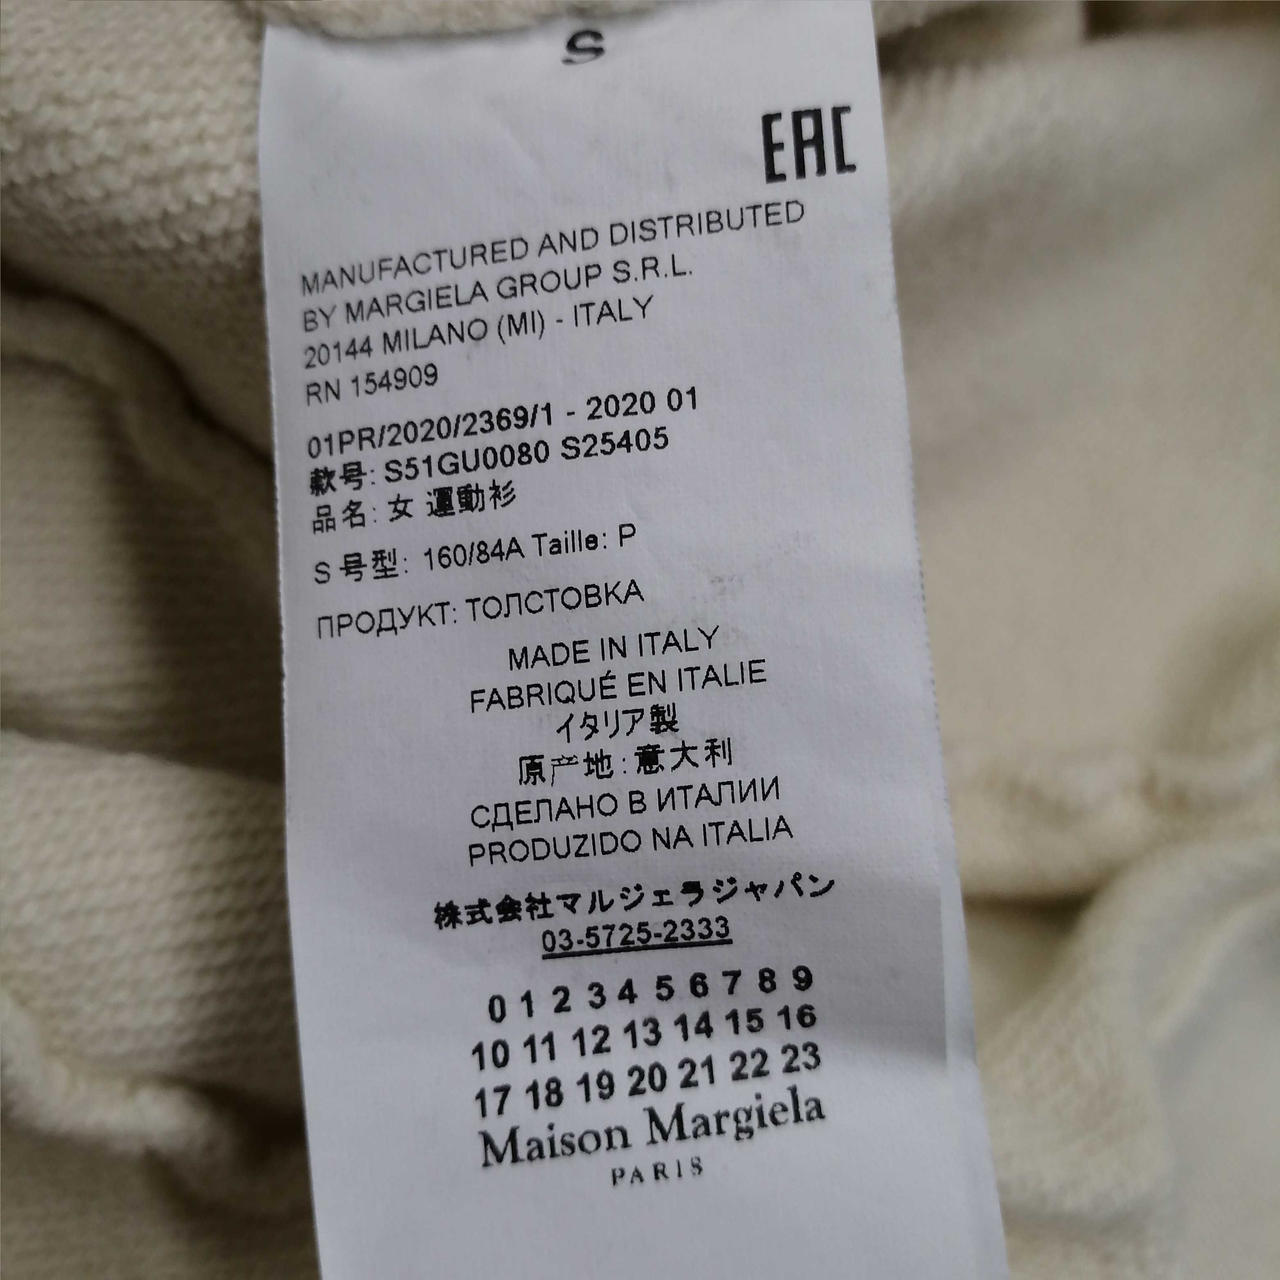 S
EAC
MANUFACTURED AND DISTRIBUTED
BY MARGIELA GROUP S.R.L.
20144 MILANO (MI) - ITALY
RN 154909
01PR/2020/2369/1 - 2020 01
款号: S51GU0080 S25405
品名: 女 運動衫
S 号型: 160/84A Taille: P
ПРОДУКТ: ТОЛСТОВКА
MADE IN ITALY
FABRIQUÉ EN ITALIE
イタリア製
原产地:意大利
СДЕЛАНО В ИТАЛИИ
PRODUZIDO NA ITALIA
株式会社マルジェラジャパン
03-5725-2333
0 1 2 3 4 5 6 7 8 9
10 11 12 13 14 15 16
17 18 19 20 21 22 23
Maison Margiela
PARIS